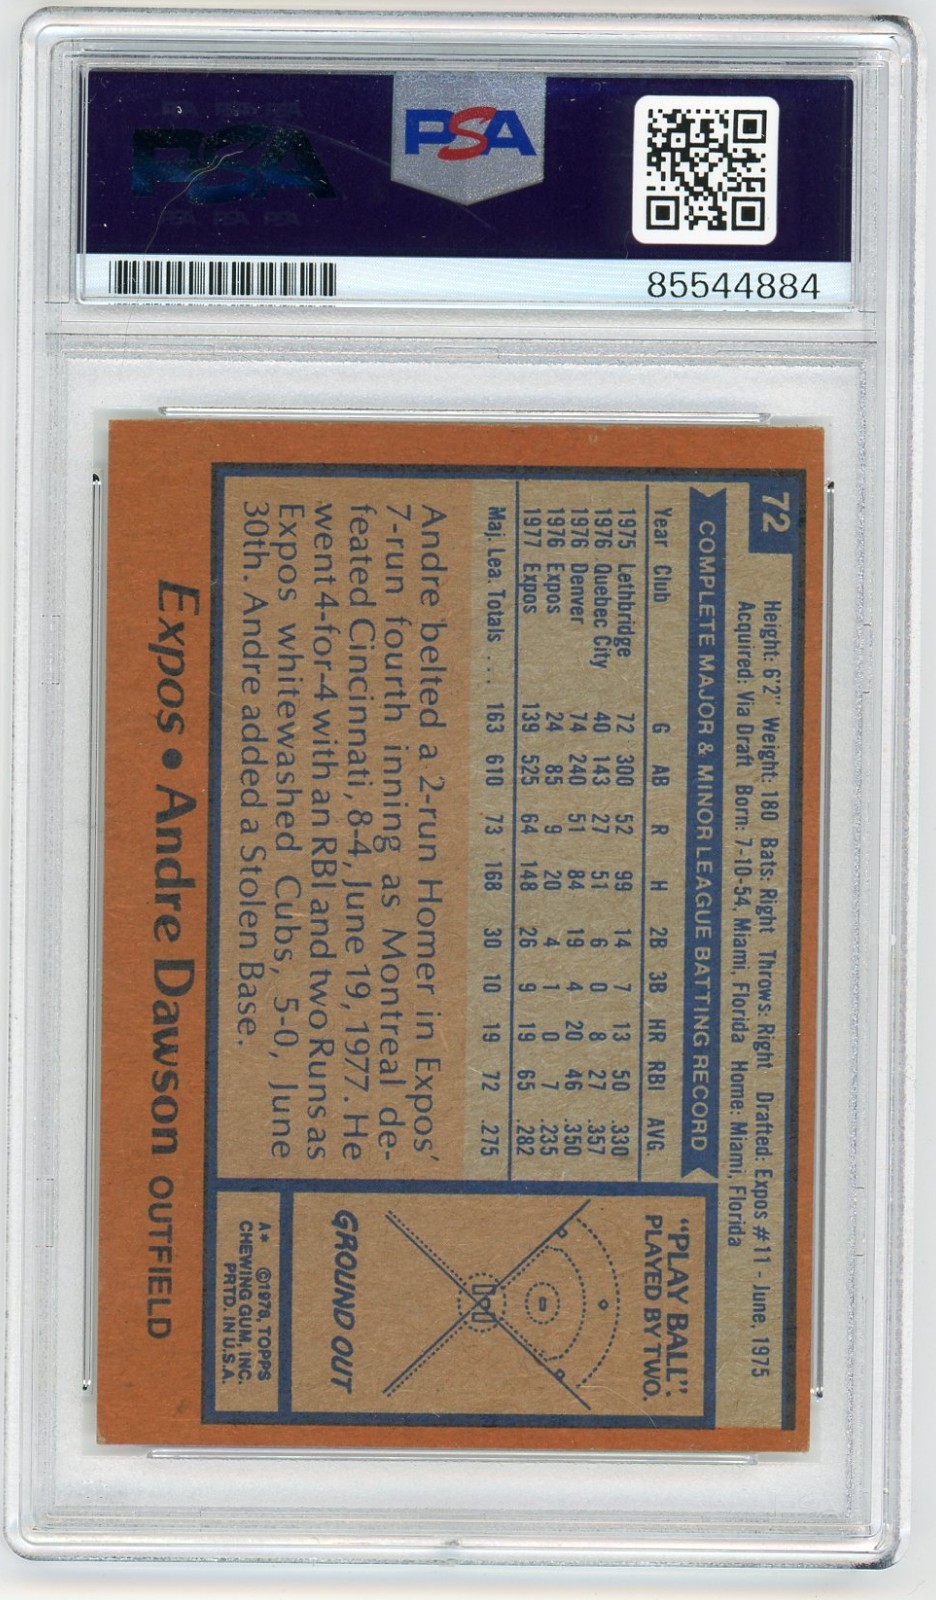 PSA
PSA
85544884
72
Height: 6'2" Weight: 180 Bats: Right Throws: Right Drafted: Expos #11 - June, 1975
Acquired: Via Draft Born: 7-10-54, Miami, Florida Home: Miami, Florida
COMPLETE MAJOR & MINOR LEAGUE BATTING RECORD
Year Club G AB R H 2B 3B HR RBI AVG.
1975 Lethbridge 72 300 52 99 14 7 13 50 .330
1976 Quebec City 40 143 27 51 6 0 8 27 .357
1976 Denver 74 240 51 84 19 4 20 46 .350
1976 Expos 24 85 9 20 4 1 0 7 .235
1977 Expos 139 525 64 148 26 9 19 65 .282
Maj. Lea. Totals ... 163 610 73 168 30 10 19 72 .275
Andre belted a 2-run Homer in Expos'
7-run fourth inning as Montreal de-
feated Cincinnati, 8-4, June 19, 1977. He
went 4-for-4 with an RBI and two Runs as
Expos whitewashed Cubs, 5-0, June
30th. Andre added a Stolen Base.
"PLAY BALL":
PLAYED BY TWO.
GROUND OUT
A* ©1978, TOPPS
CHEWING GUM, INC.
PRTD. IN U.S.A.
Expos • Andre Dawson OUTFIELD